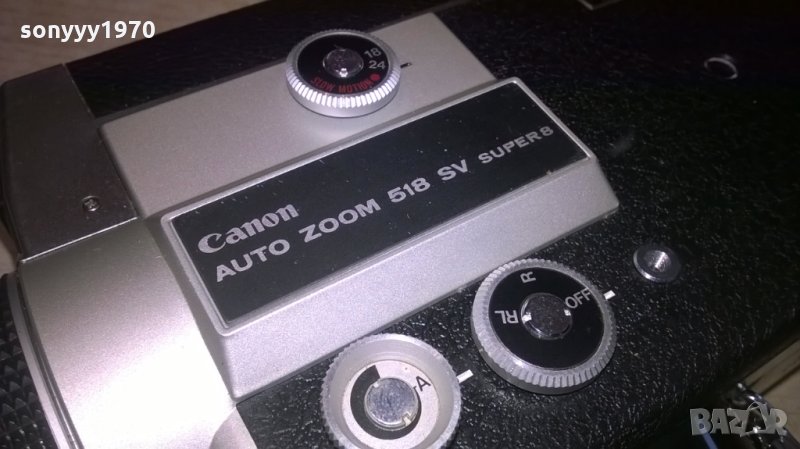 sonyyy1970
18
24
SLOW MOTION
Canon
AUTO ZOOM 518 SV SUPER8
R
RL
OFF
A
BAZAR